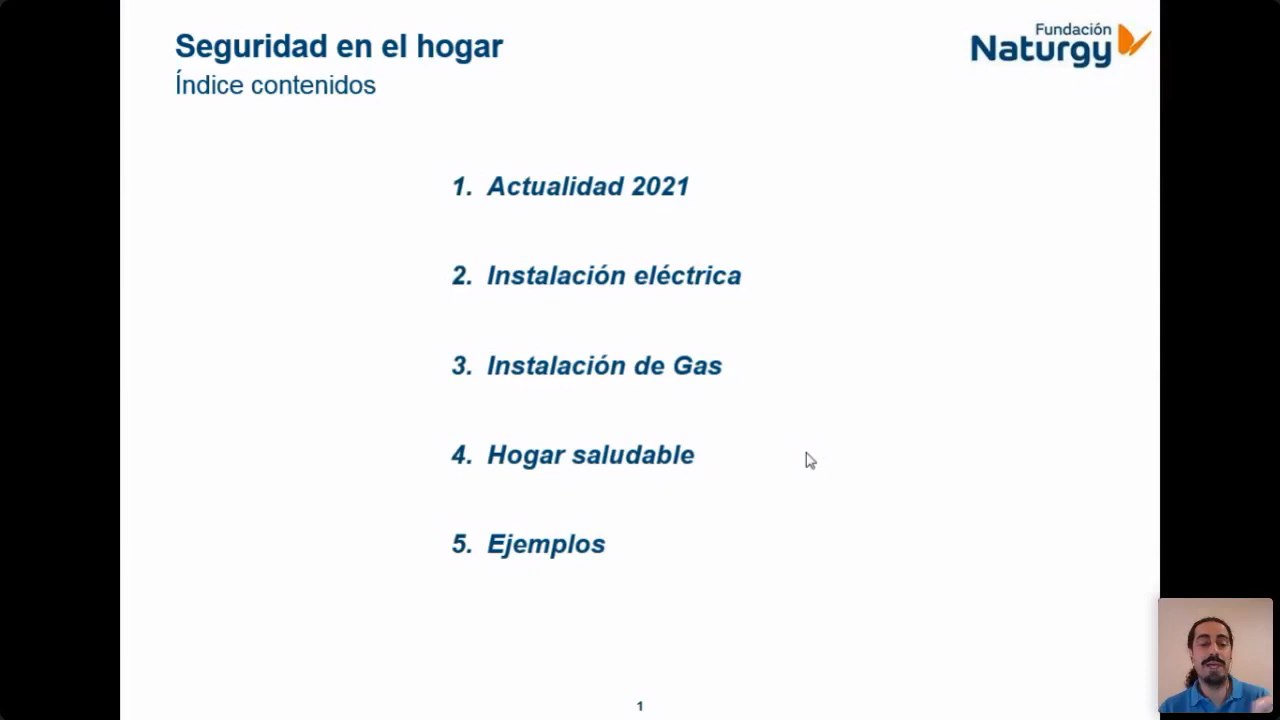 Seguridad en el hogar
Índice contenidos
Fundación
Naturgy
1. Actualidad 2021
2. Instalación eléctrica
3. Instalación de Gas
4. Hogar saludable
5. Ejemplos
1